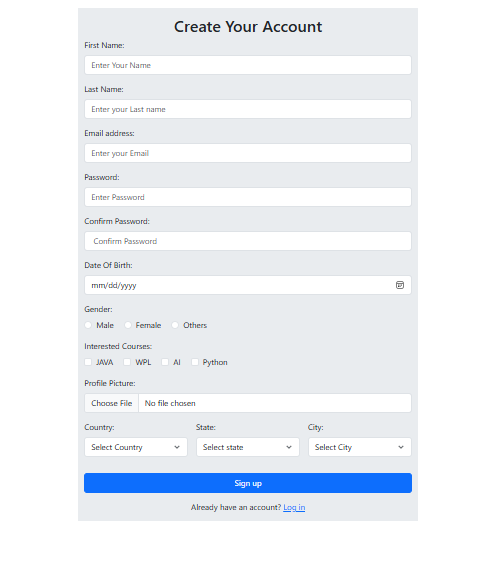 Create Your Account
First Name:
Enter Your Name
Last Name:
Enter your Last name
Email address:
Enter your Email
Password:
Enter Password
Confirm Password:
Confirm Password
Date Of Birth:
mm/dd/yyyy
Gender:
Male Female Others
Interested Courses:
JAVA WPL AI Python
Profile Picture:
Choose File No file chosen
Country: State: City:
Select Country Select state Select City
Sign up
Already have an account? Log in